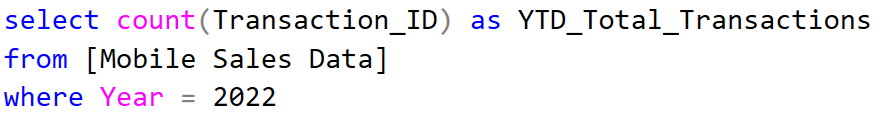 select count(Transaction_ID) as YTD_Total_Transactions
from [Mobile Sales Data]
where Year = 2022